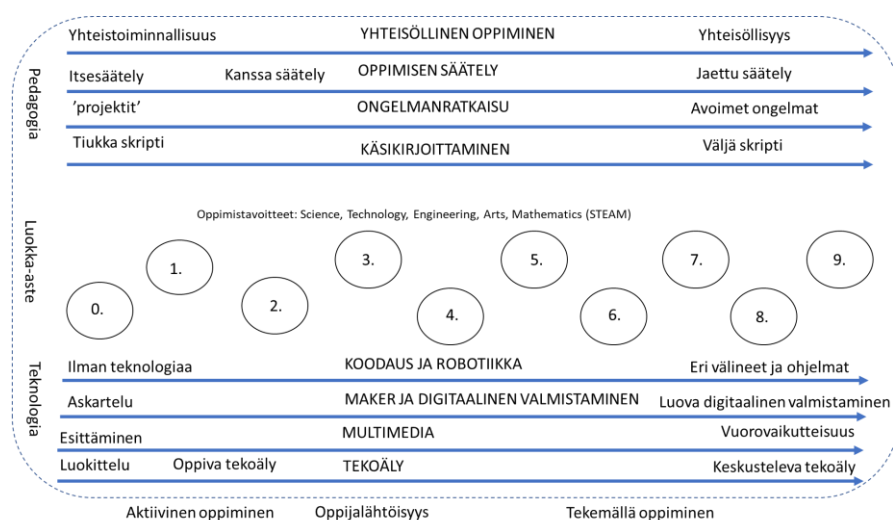 Yhteistoiminnallisuus YHTEISÖLLINEN OPPIMINEN Yhteisöllisyys
Pedagogia
Itsesäätely Kanssa säätely OPPIMISEN SÄÄTELY Jaettu säätely
’projektit’ ONGELMANRATKAISU Avoimet ongelmat
Tiukka skripti KÄSIKIRJOITTAMINEN Väljä skripti
Oppimistavoitteet: Science, Technology, Engineering, Arts, Mathematics (STEAM)
Luokka-aste
0. 1. 2. 3. 4. 5. 6. 7. 8. 9.
Teknologia
Ilman teknologiaa KOODAUS JA ROBOTIIKKA Eri välineet ja ohjelmat
Askartelu MAKER JA DIGITAALINEN VALMISTAMINEN Luova digitaalinen valmistaminen
Esittäminen MULTIMEDIA Vuorovaikutteisuus
Luokittelu Oppiva tekoäly TEKOÄLY Keskusteleva tekoäly
Aktiivinen oppiminen Oppijalähtöisyys Tekemällä oppiminen